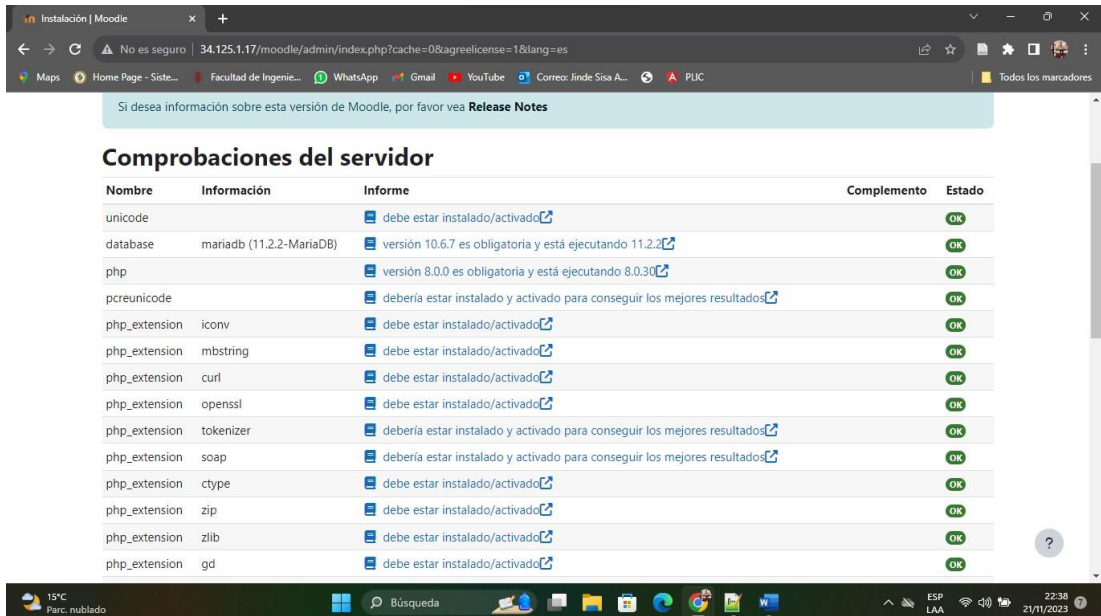 Instalación | Moodle
No es seguro 34.125.1.17/moodle/admin/index.php?cache=0&agreelicense=1&lang=es
Maps Home Page - Siste... Facultad de Ingenie... WhatsApp Gmail YouTube Correo: Jinde Sisa A... PLIC Todos los marcadores
Si desea información sobre esta versión de Moodle, por favor vea Release Notes
Comprobaciones del servidor
Nombre Información Informe Complemento Estado
unicode debe estar instalado/activado OK
database mariadb (11.2.2-MariaDB) versión 10.6.7 es obligatoria y está ejecutando 11.2.2 OK
php versión 8.0.0 es obligatoria y está ejecutando 8.0.30 OK
pcreunicode debería estar instalado y activado para conseguir los mejores resultados OK
php_extension iconv debe estar instalado/activado OK
php_extension mbstring debe estar instalado/activado OK
php_extension curl debe estar instalado/activado OK
php_extension openssl debe estar instalado/activado OK
php_extension tokenizer debería estar instalado y activado para conseguir los mejores resultados OK
php_extension soap debería estar instalado y activado para conseguir los mejores resultados OK
php_extension ctype debe estar instalado/activado OK
php_extension zip debe estar instalado/activado OK
php_extension zlib debe estar instalado/activado OK
php_extension gd debe estar instalado/activado OK
?
15°C
Parc. nublado
Búsqueda
ESP
LAA
22:38
21/11/2023